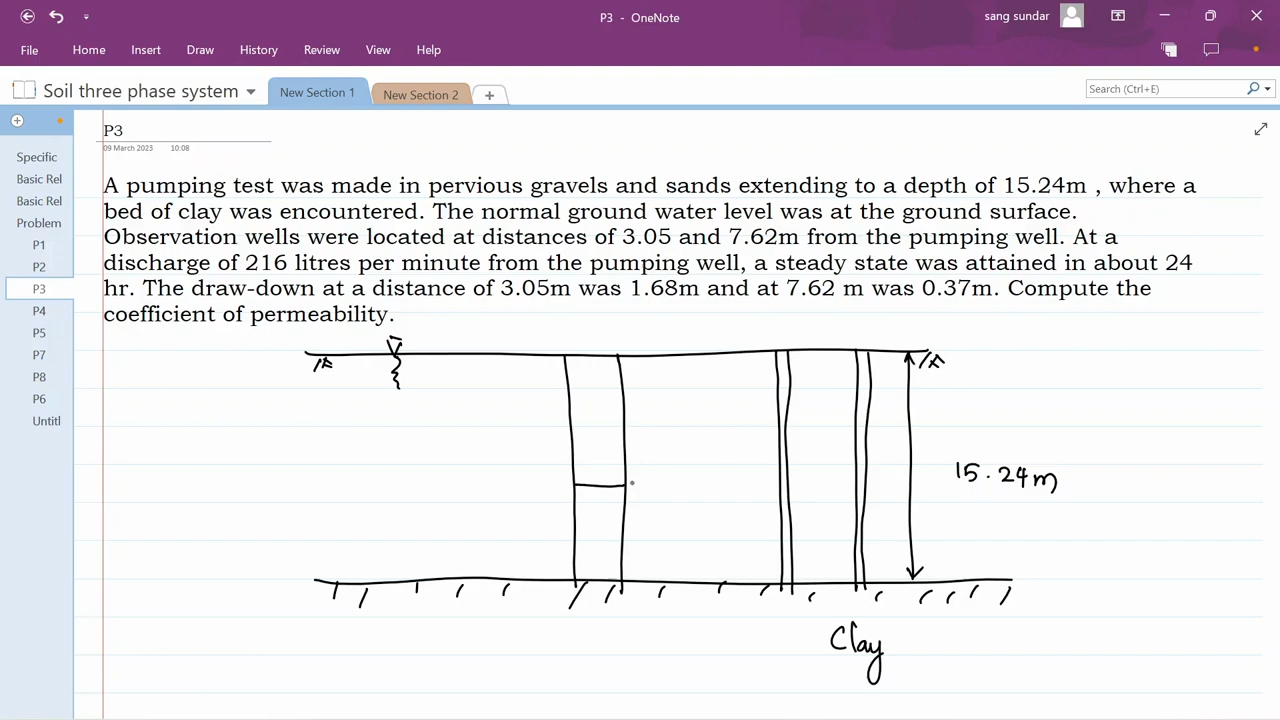 P3 - OneNote
sang sundar
File Home Insert Draw History Review View Help
Soil three phase system
New Section 1
New Section 2
Search (Ctrl+E)
P3
09 March 2023 10:08
Specific
Basic Rel
Basic Rel
Problem
P1
P2
P3
P4
P5
P7
P8
P6
Untitl
A pumping test was made in pervious gravels and sands extending to a depth of 15.24m , where a
bed of clay was encountered. The normal ground water level was at the ground surface.
Observation wells were located at distances of 3.05 and 7.62m from the pumping well. At a
discharge of 216 litres per minute from the pumping well, a steady state was attained in about 24
hr. The draw-down at a distance of 3.05m was 1.68m and at 7.62 m was 0.37m. Compute the
coefficient of permeability.
15.24m
Clay